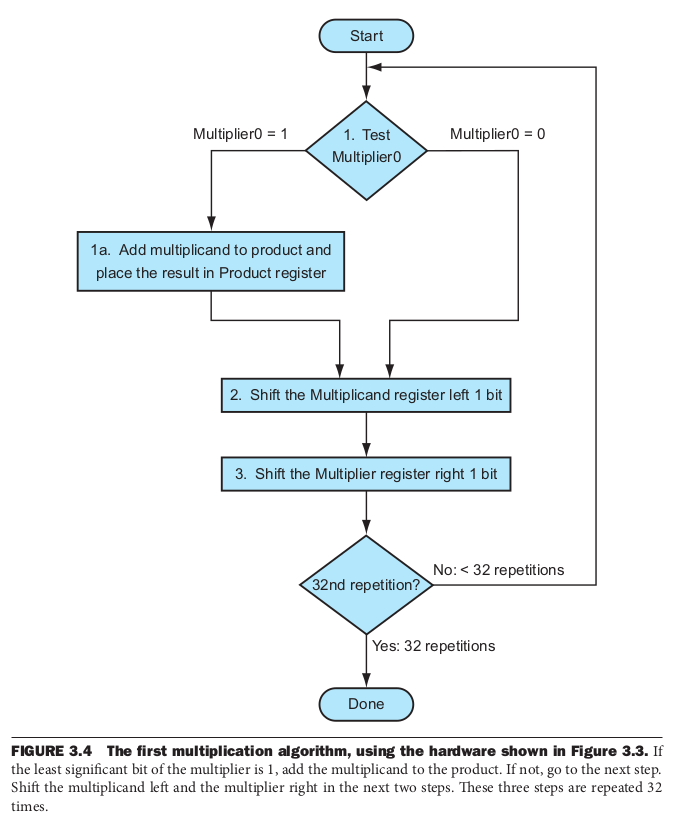 Start
Multiplier0 = 1
1. Test
Multiplier0
Multiplier0 = 0
1a. Add multiplicand to product and
place the result in Product register
2. Shift the Multiplicand register left 1 bit
3. Shift the Multiplier register right 1 bit
32nd repetition?
No: < 32 repetitions
Yes: 32 repetitions
Done
FIGURE 3.4 The first multiplication algorithm, using the hardware shown in Figure 3.3. If
the least significant bit of the multiplier is 1, add the multiplicand to the product. If not, go to the next step.
Shift the multiplicand left and the multiplier right in the next two steps. These three steps are repeated 32
times.